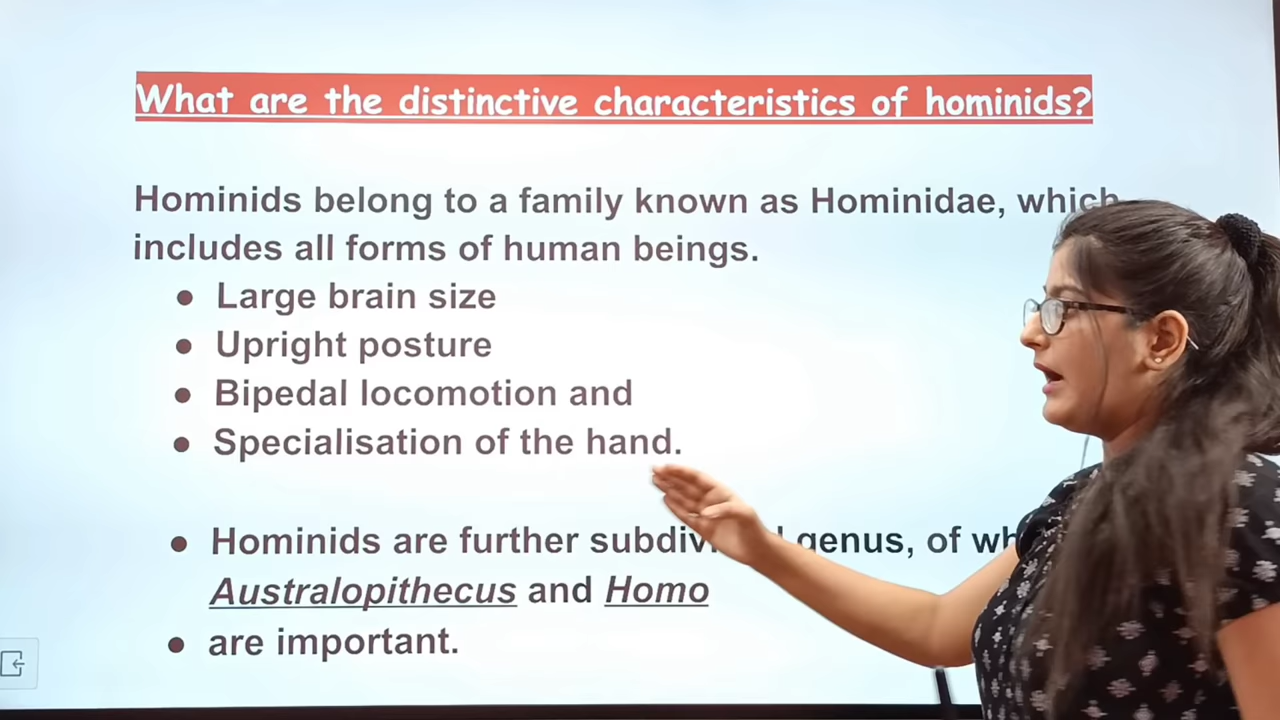 What are the distinctive characteristics of hominids?
Hominids belong to a family known as Hominidae, which
includes all forms of human beings.
● Large brain size
● Upright posture
● Bipedal locomotion and
● Specialisation of the hand.
● Hominids are further genus, of
Australopithecus and Homo
● are important.